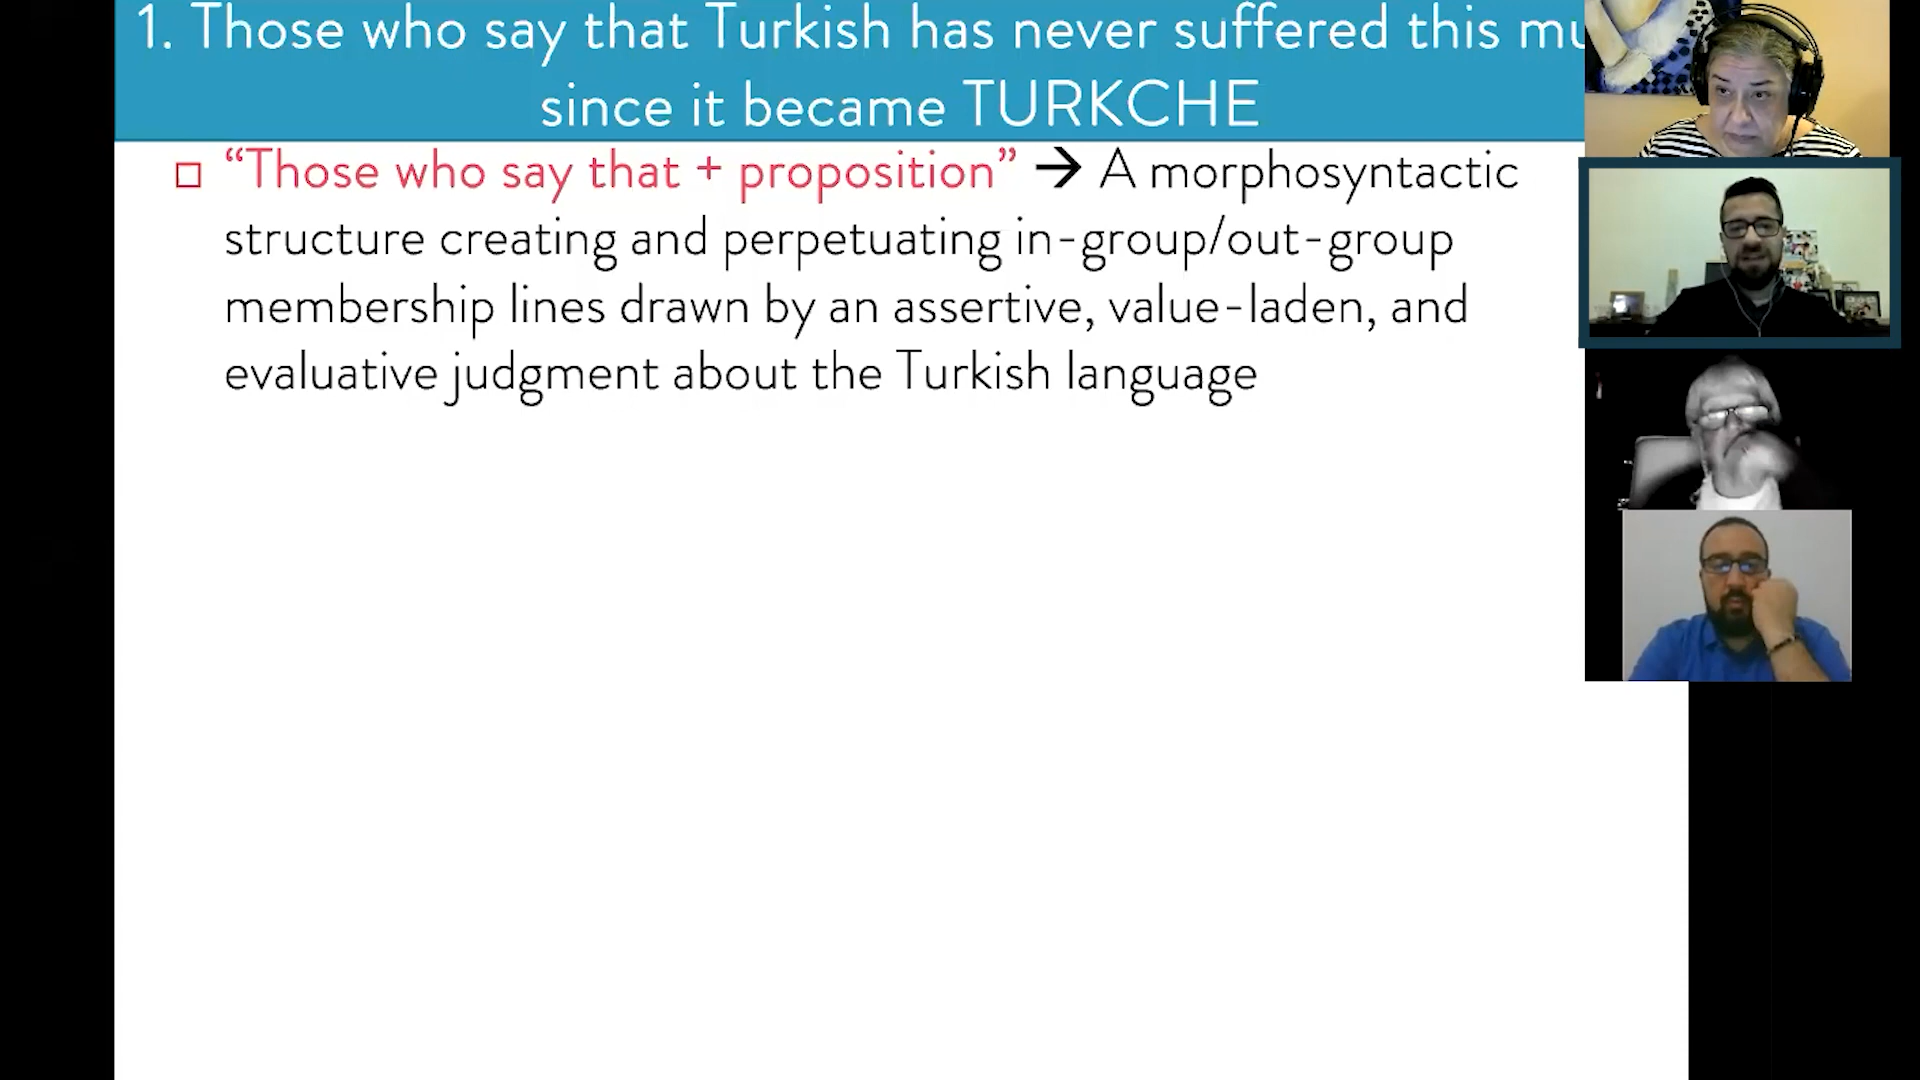 1. Those who say that Turkish has never suffered this
since it became TURKCHE
“Those who say that + proposition” → A morphosyntactic
structure creating and perpetuating in-group/out-group
membership lines drawn by an assertive, value-laden, and
evaluative judgment about the Turkish language